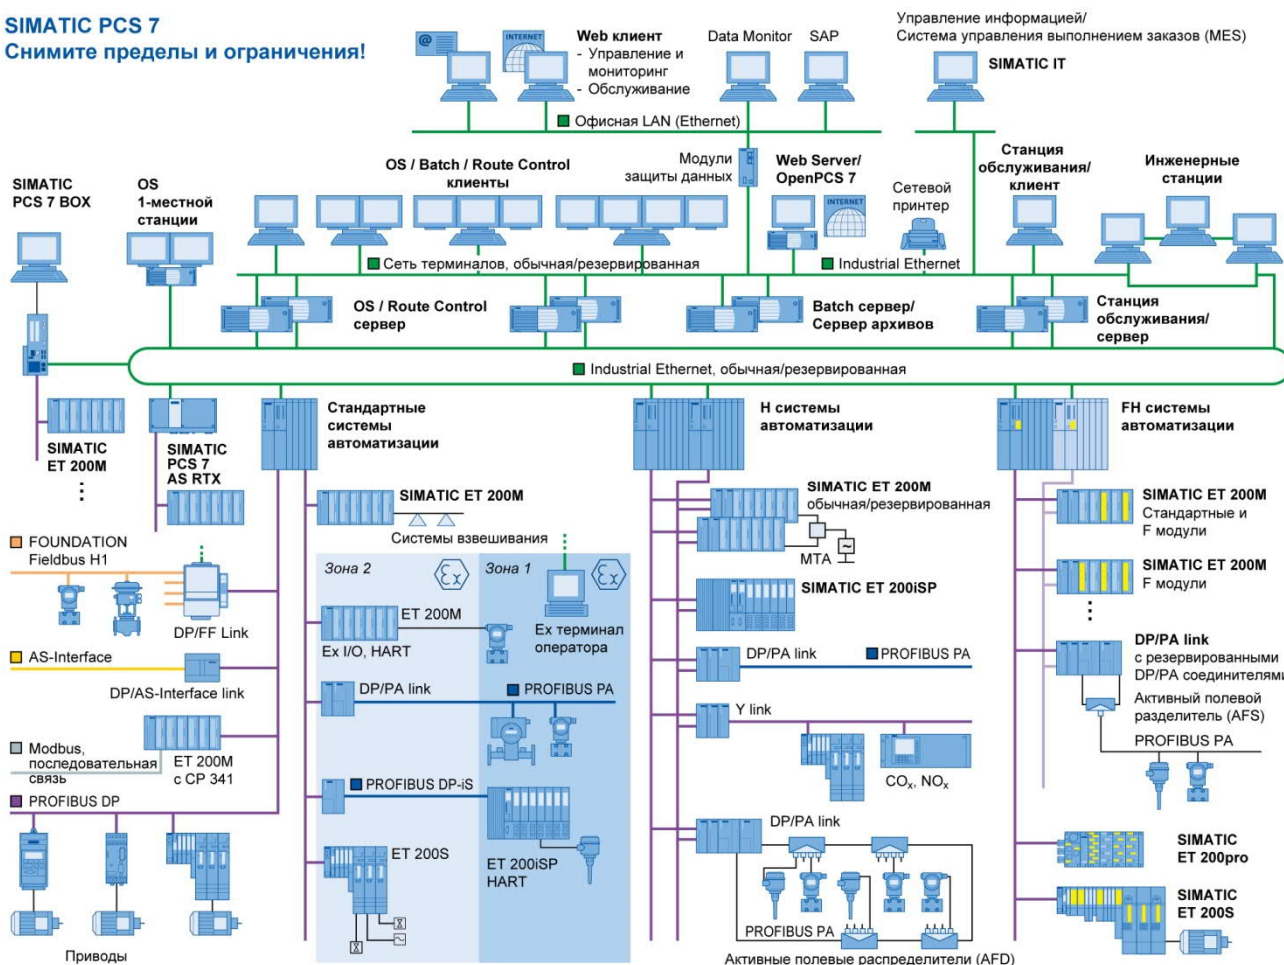 SIMATIC PCS 7
Снимите пределы и ограничения!
@
INTERNET
Web клиент
- Управление и
мониторинг
- Обслуживание
Data Monitor
SAP
Управление информацией/
Система управления выполнением заказов (MES)
SIMATIC IT
Офисная LAN (Ethernet)
SIMATIC
PCS 7 BOX
OS
1-местной
станции
OS / Batch / Route Control
клиенты
Модули
защиты данных
Web Server/
OpenPCS 7
INTERNET
Сетевой
принтер
Станция
обслуживания/
клиент
Инженерные
станции
Сеть терминалов, обычная/резервированная
Industrial Ethernet
OS / Route Control
сервер
Batch сервер/
Сервер архивов
Станция
обслуживания/
сервер
Industrial Ethernet, обычная/резервированная
SIMATIC
ET 200M
SIMATIC
PCS 7
AS RTX
Стандартные
системы
автоматизации
H системы
автоматизации
FH системы
автоматизации
SIMATIC ET 200M
Системы взвешивания
SIMATIC ET 200M
обычная/резервированная
MTA
SIMATIC ET 200M
Стандартные и
F модули
SIMATIC ET 200M
F модули
FOUNDATION
Fieldbus H1
DP/FF Link
AS-Interface
DP/AS-Interface link
Modbus,
последовательная
связь
ET 200M
с CP 341
PROFIBUS DP
Приводы
Зона 2
Ex
Зона 1
Ex
ET 200M
Ex I/O, HART
Ex терминал
оператора
DP/PA link
PROFIBUS PA
PROFIBUS DP-iS
ET 200iSP
HART
ET 200S
SIMATIC ET 200iSP
DP/PA link
PROFIBUS PA
Y link
COx, NOx
DP/PA link
PROFIBUS PA
Активные полевые распределители (AFD)
DP/PA link
с резервированными
DP/PA соединителями
Активный полевой
разделитель (AFS)
PROFIBUS PA
SIMATIC
ET 200pro
SIMATIC
ET 200S